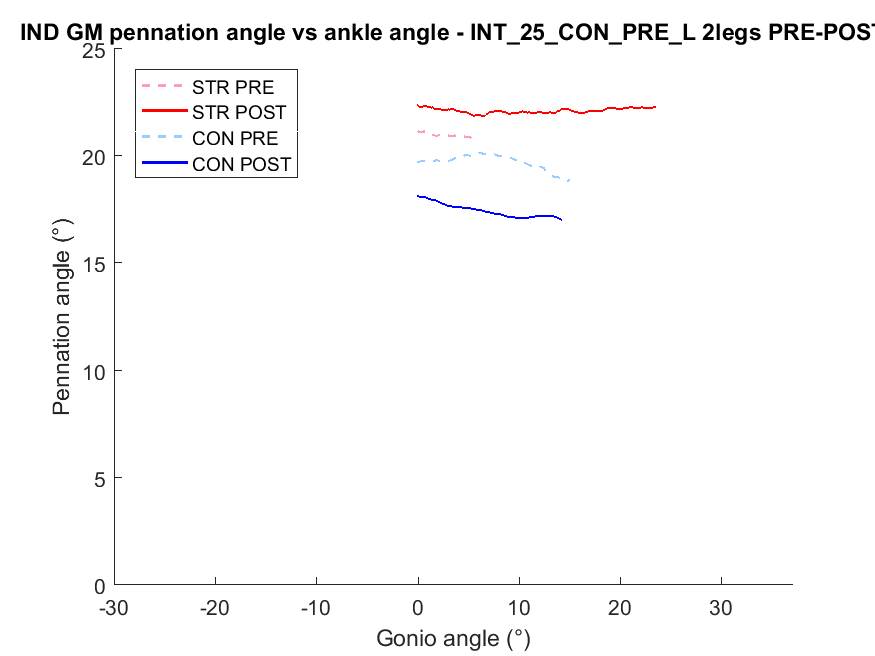 IND GM pennation angle vs ankle angle - INT_25_CON_PRE_L 2legs PRE-POST
25
20
15
10
5
0
Pennation angle (°)
STR PRE
STR POST
CON PRE
CON POST
-30
-20
-10
0
10
20
30
Gonio angle (°)